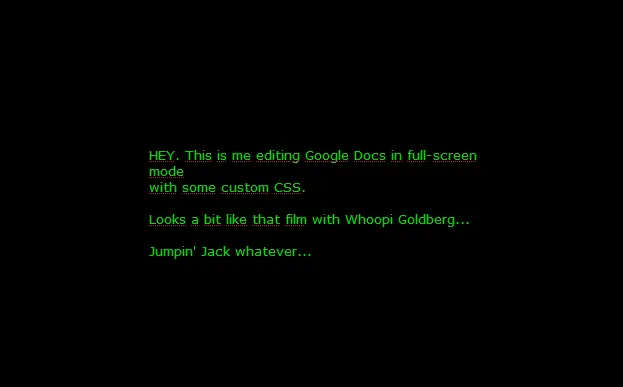 HEY. This is me editing Google Docs in full-screen
mode
with some custom CSS.
Looks a bit like that film with Whoopi Goldberg...
Jumpin' Jack whatever...